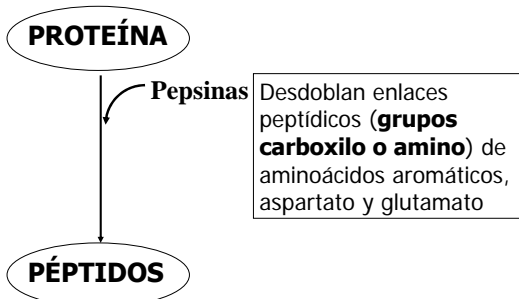 PROTEÍNA
Pepsinas
Desdoblan enlaces
peptídicos (grupos
carboxilo o amino) de
aminoácidos aromáticos,
aspartato y glutamato
PÉPTIDOS